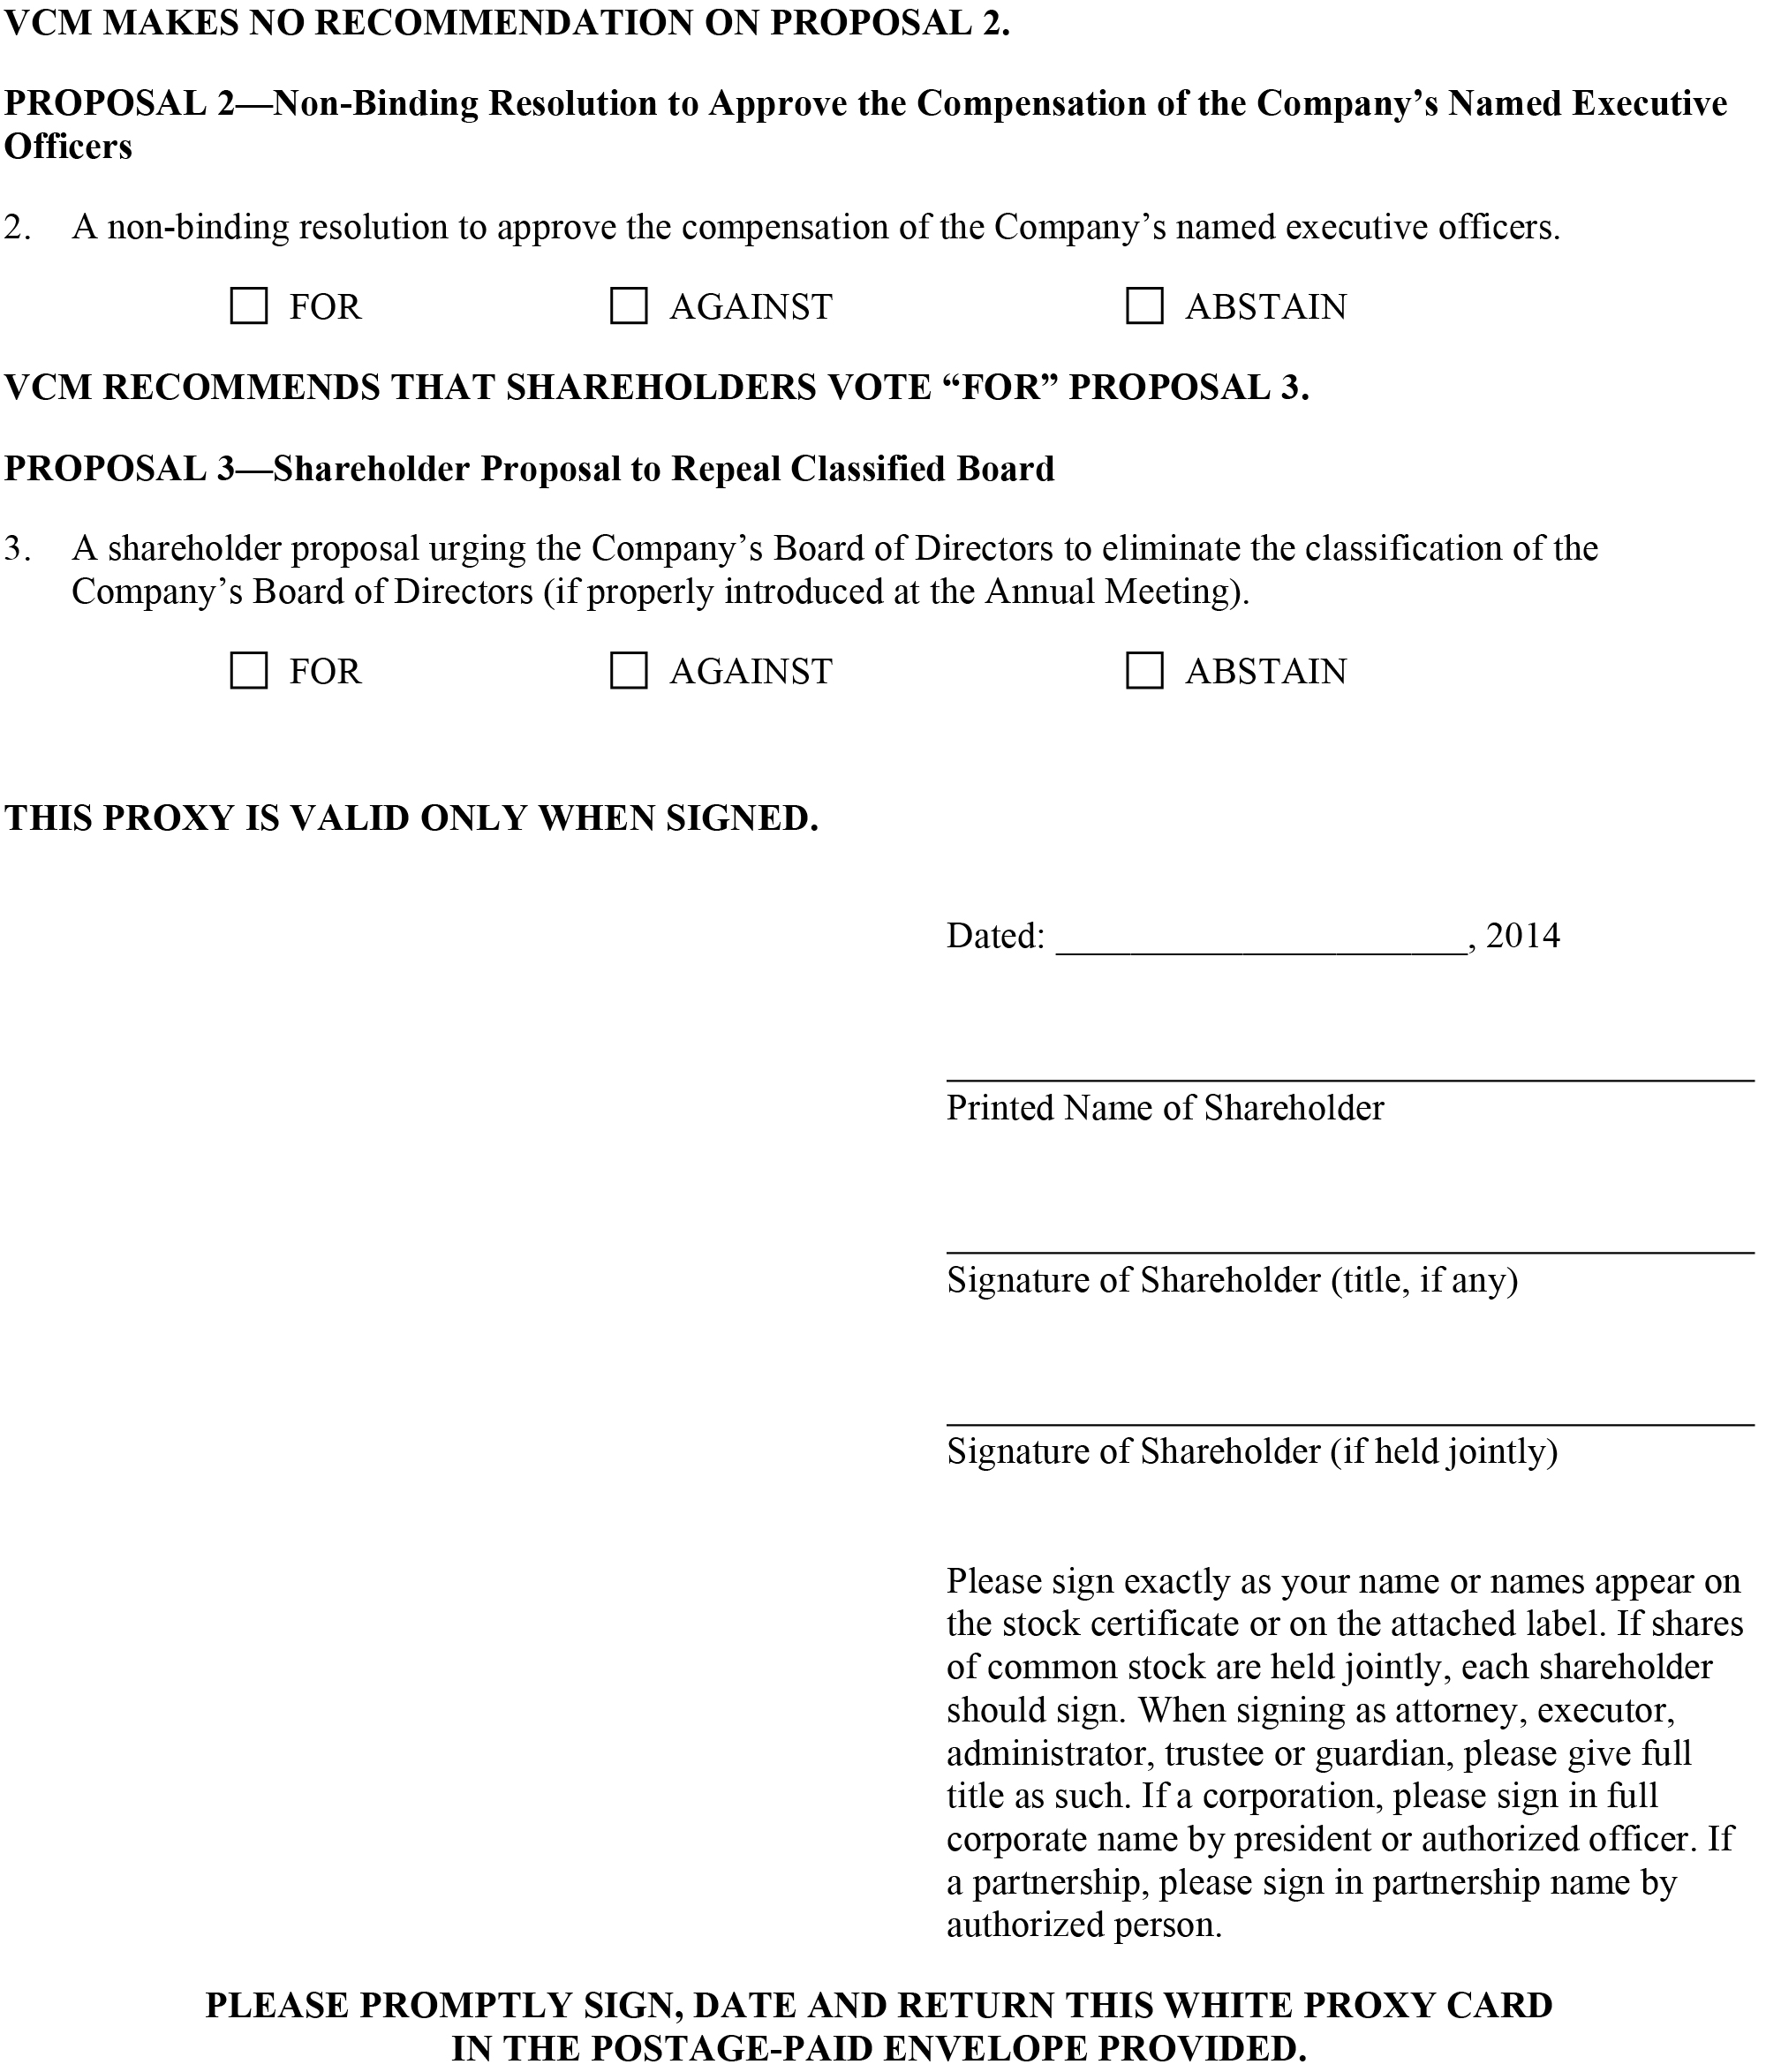 VCM MAKES NO RECOMMENDATION ON PROPOSAL 2.
PROPOSAL 2—Non-Binding Resolution to Approve the Compensation of the Company’s Named Executive
Officers
2. A non-binding resolution to approve the compensation of the Company’s named executive officers.
☐ FOR ☐ AGAINST ☐ ABSTAIN
VCM RECOMMENDS THAT SHAREHOLDERS VOTE “FOR” PROPOSAL 3.
PROPOSAL 3—Shareholder Proposal to Repeal Classified Board
3. A shareholder proposal urging the Company’s Board of Directors to eliminate the classification of the
Company’s Board of Directors (if properly introduced at the Annual Meeting).
☐ FOR ☐ AGAINST ☐ ABSTAIN
THIS PROXY IS VALID ONLY WHEN SIGNED.
Dated: ______________________, 2014
Printed Name of Shareholder
Signature of Shareholder (title, if any)
Signature of Shareholder (if held jointly)
Please sign exactly as your name or names appear on
the stock certificate or on the attached label. If shares
of common stock are held jointly, each shareholder
should sign. When signing as attorney, executor,
administrator, trustee or guardian, please give full
title as such. If a corporation, please sign in full
corporate name by president or authorized officer. If
a partnership, please sign in partnership name by
authorized person.
PLEASE PROMPTLY SIGN, DATE AND RETURN THIS WHITE PROXY CARD
IN THE POSTAGE-PAID ENVELOPE PROVIDED.